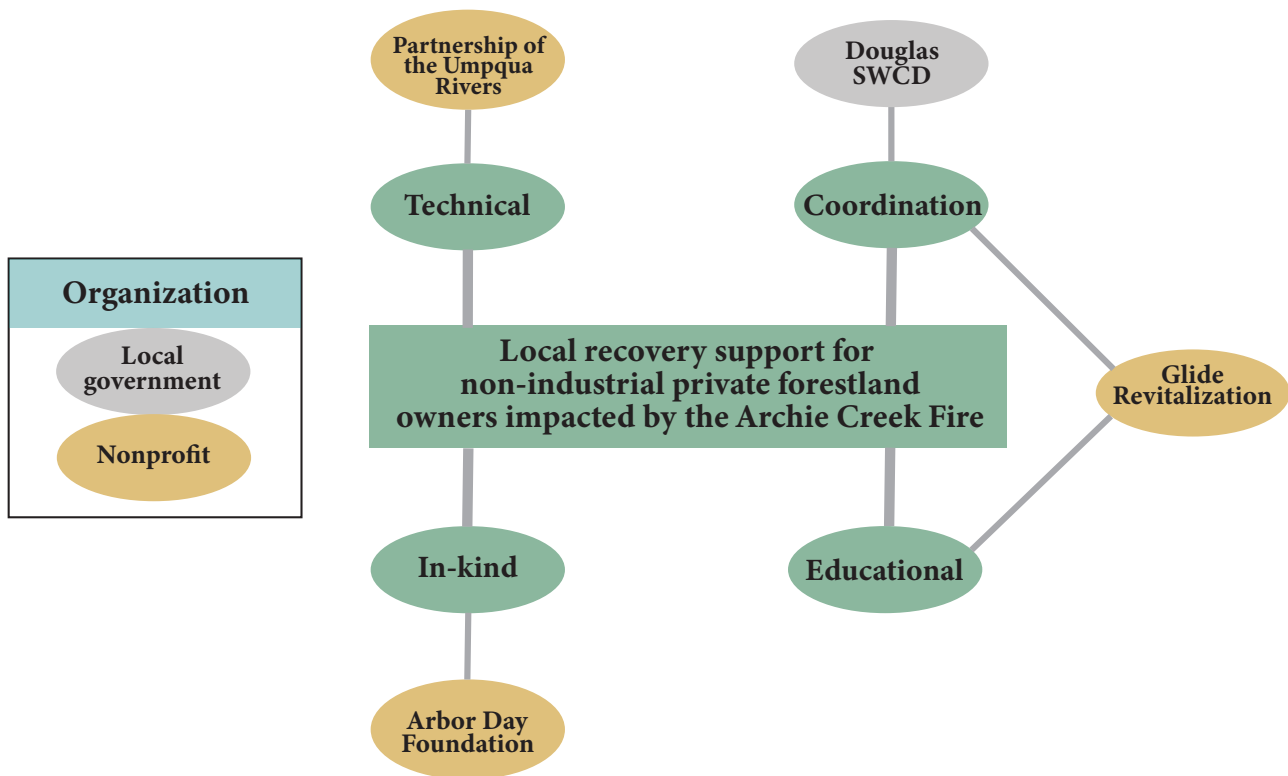 Partnership of
the Umpqua
Rivers
Douglas
SWCD
Technical
Coordination
Organization
Local
government
Nonprofit
Local recovery support for
non-industrial private forestland
owners impacted by the Archie Creek Fire
Glide
Revitalization
In-kind
Educational
Arbor Day
Foundation